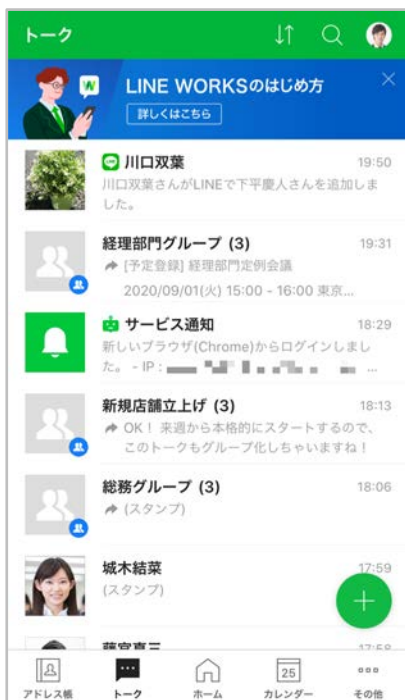 トーク
LINE WORKSのはじめ方
詳しくはこちら
川口双葉 19:50
川口双葉さんがLINEで下平慶人さんを追加しま
した。
経理部門グループ (3) 19:31
[予定登録] 経理部門定例会議
2020/09/01(火) 15:00 - 16:00 東京...
サービス通知 18:29
新しいブラウザ(Chrome)からログインしまし
た。 - IP : ...
新規店舗立上げ (3) 18:13
OK！ 来週から本格的にスタートするので、
このトークもグループ化しちゃいますね！
総務グループ (3) 18:06
(スタンプ)
城木結菜 17:59
(スタンプ)
17:58
25
アドレス帳 トーク ホーム カレンダー その他